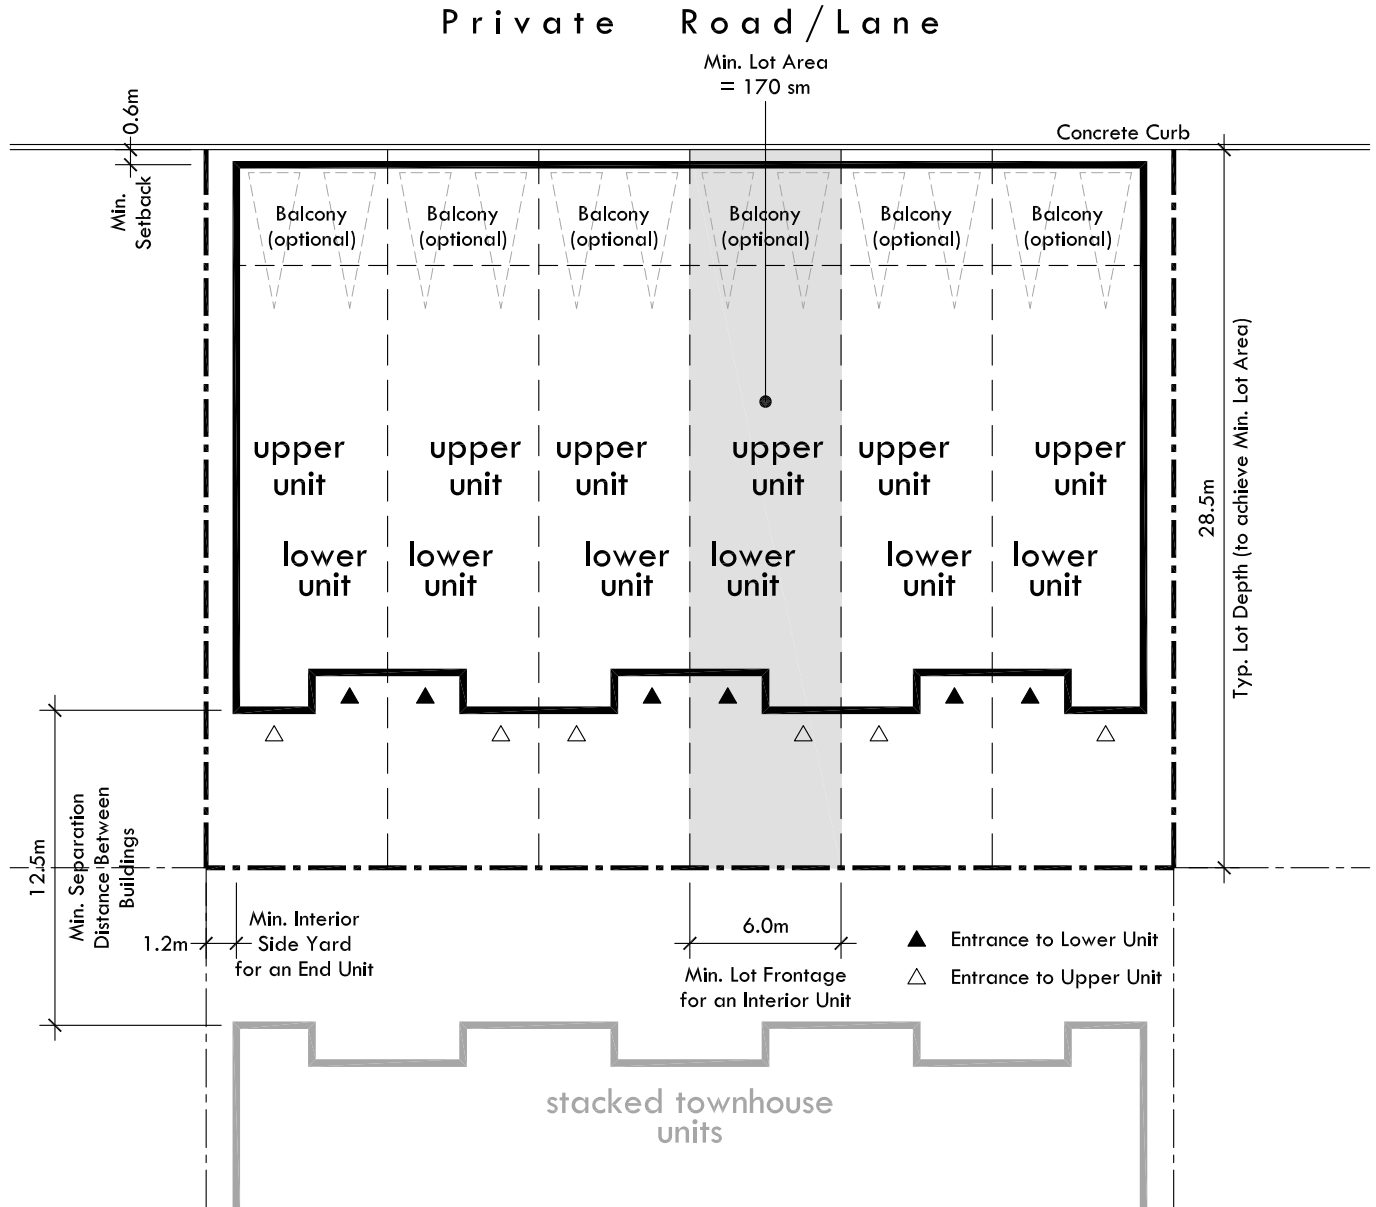 Private Road/Lane
Min. Lot Area
= 170 sm
0.6m
Concrete Curb
Min.
Setback
Balcony
(optional)
Balcony
(optional)
Balcony
(optional)
Balcony
(optional)
Balcony
(optional)
Balcony
(optional)
upper
unit
upper
unit
upper
unit
upper
unit
upper
unit
upper
unit
lower
unit
lower
unit
lower
unit
lower
unit
lower
unit
lower
unit
28.5m
Typ. Lot Depth (to achieve Min. Lot Area)
12.5m
Min. Separation
Distance Between
Buildings
1.2m
Min. Interior
Side Yard
for an End Unit
6.0m
Min. Lot Frontage
for an Interior Unit
Entrance to Lower Unit
Entrance to Upper Unit
stacked townhouse
units